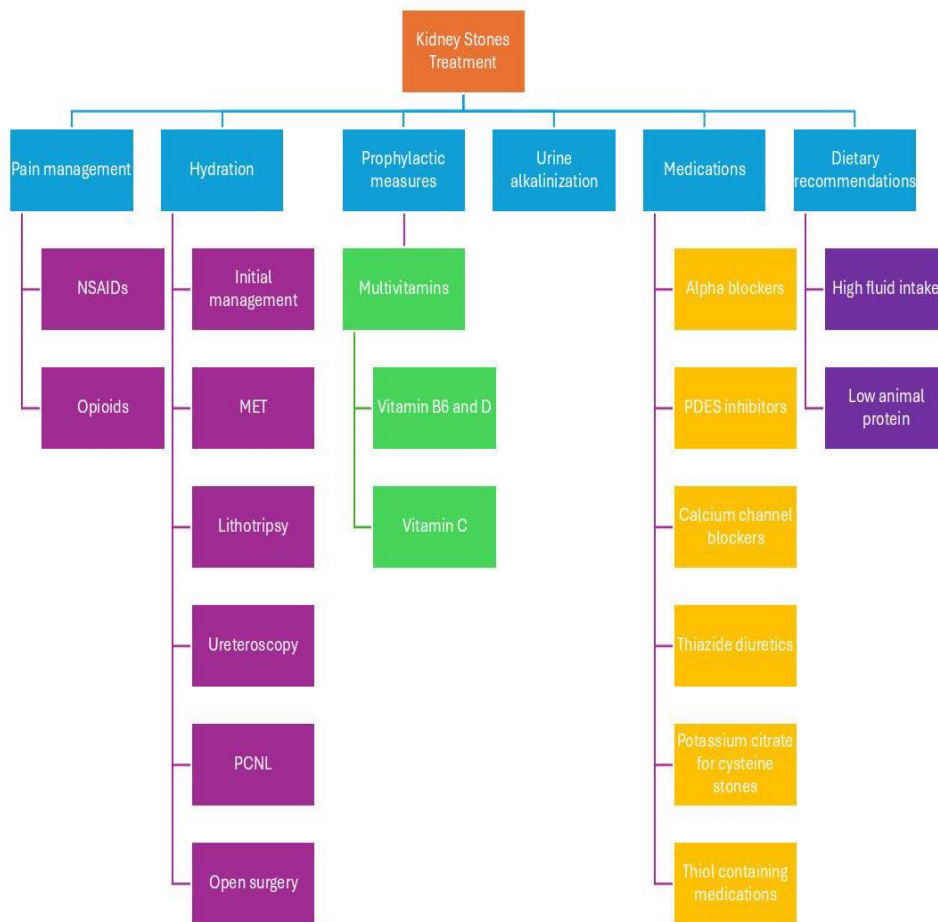 Kidney Stones
Treatment
Pain management
Hydration
Prophylactic
measures
Urine
alkalinization
Medications
Dietary
recommendations
NSAIDs
Opioids
Initial
management
MET
Lithotripsy
Ureteroscopy
PCNL
Open surgery
Multivitamins
Vitamin B6 and D
Vitamin C
Alpha blockers
PDES inhibitors
Calcium channel
blockers
Thiazide diuretics
Potassium citrate
for cysteine
stones
Thiol containing
medications
High fluid intake
Low animal
protein